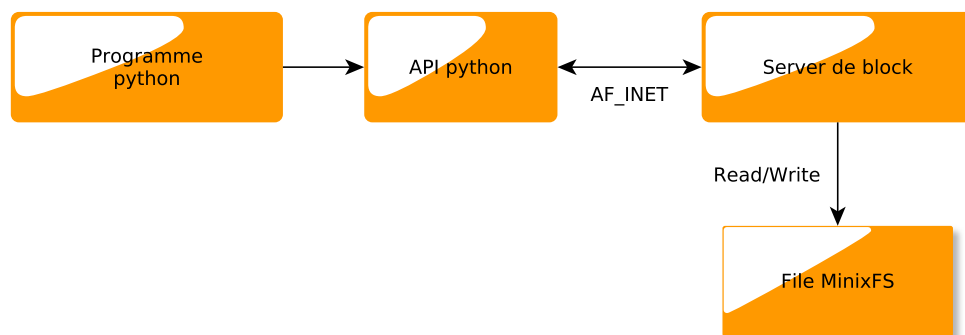 Programme
python
API python
AF_INET
Server de block
Read/Write
File MinixFS